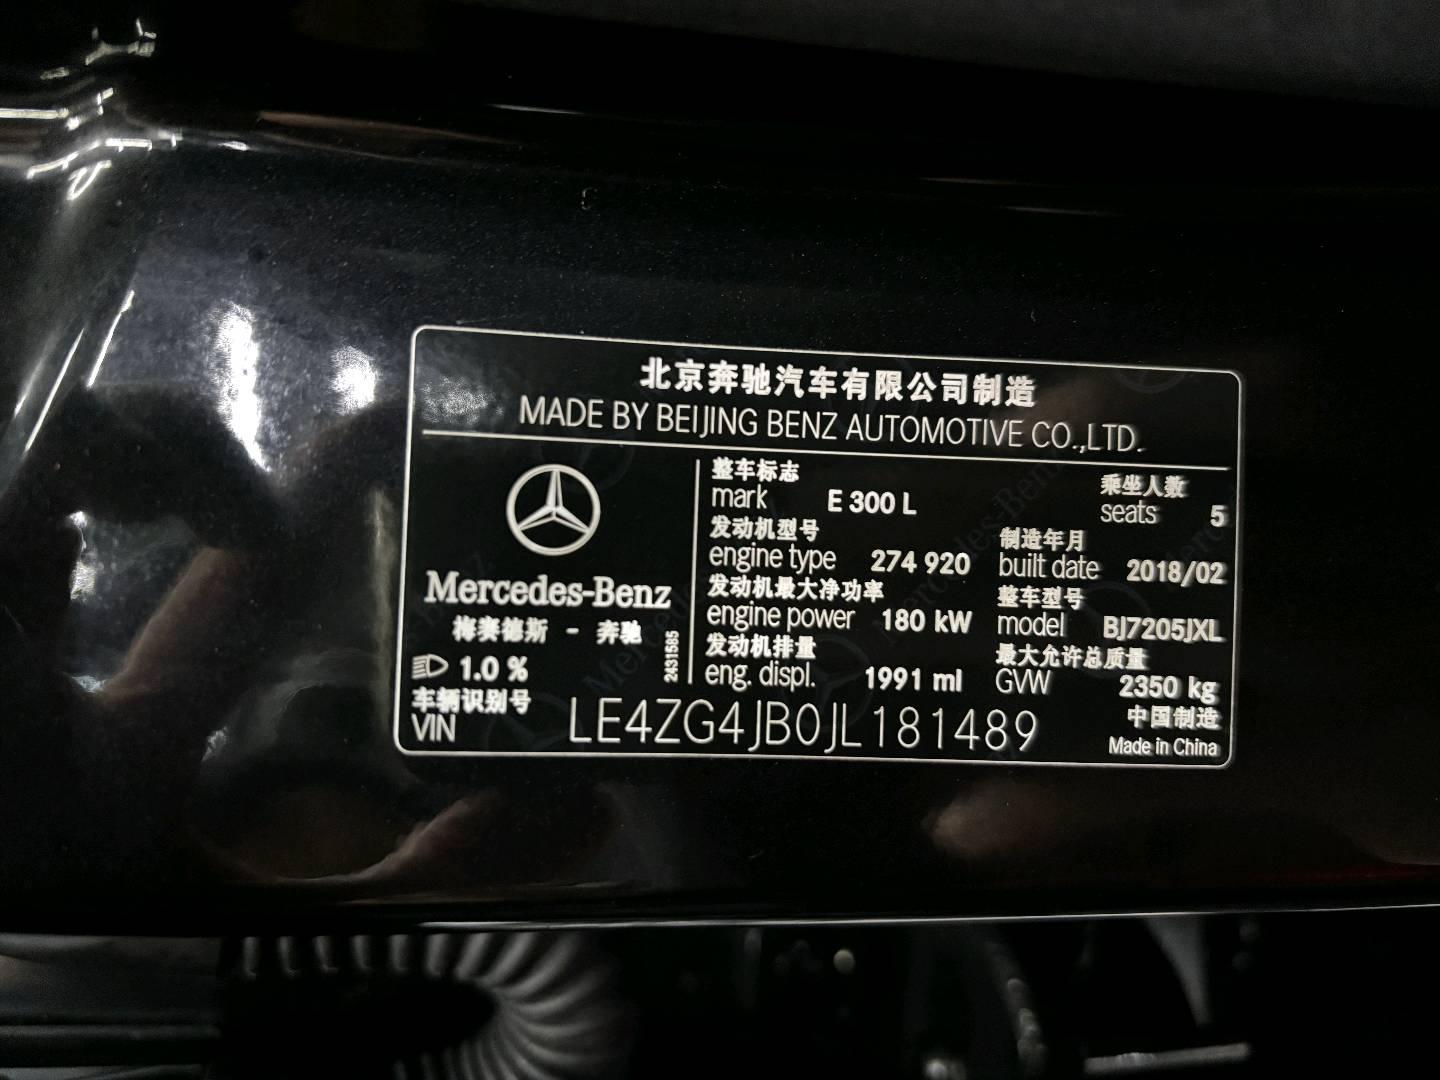 北京奔驰汽车有限公司制造
MADE BY BEIJING BENZ AUTOMOTIVE CO.,LTD.
Mercedes-Benz
梅赛德斯 - 奔驰
1.0 %
2431585
整车标志
mark E 300 L
乘坐人数
seats 5
发动机型号
engine type 274 920
制造年月
built date 2018/02
发动机最大净功率
engine power 180 kW
整车型号
model BJ7205JXL
发动机排量
eng. displ. 1991 ml
最大允许总质量
GVW 2350 kg
车辆识别号
VIN LE4ZG4JB0JL181489
中国制造
Made in China